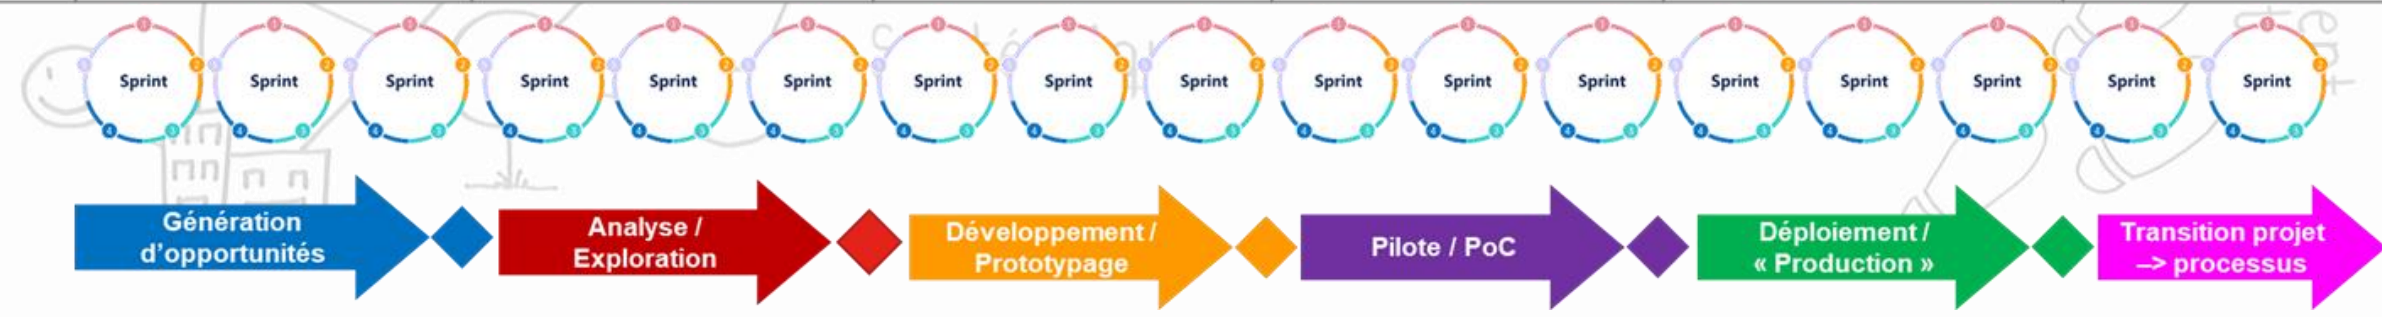 Sprint Sprint Sprint Sprint Sprint Sprint Sprint Sprint Sprint Sprint Sprint Sprint Sprint Sprint Sprint Sprint Sprint
Génération
d'opportunités
Analyse /
Exploration
Développement /
Prototypage
Pilote / PoC
Déploiement /
« Production »
Transition projet
–> processus